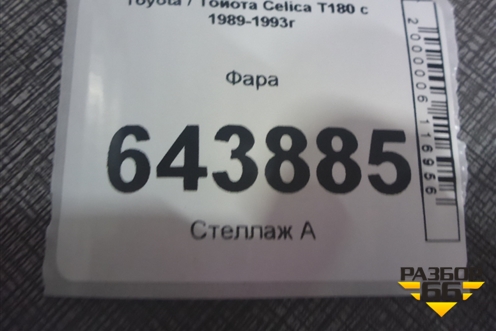 Toyota / Тойота Celica T180 с
1989-1993г
Фара
643885
Стеллаж А
2000006116956
РАЗБОР
66